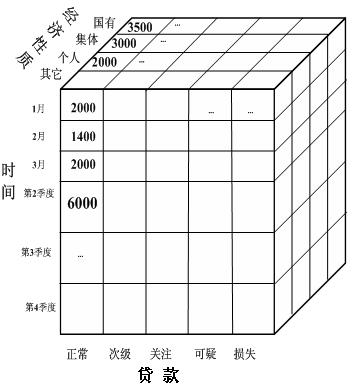 经济性质
国有 3500 ...
集体 3000 ...
个人 2000 ...
其它
1月 2000 ... ...
2月 1400
3月 2000
第2季度 6000
第3季度 ...
第4季度
时间
正常 次级 关注 可疑 损失
贷款